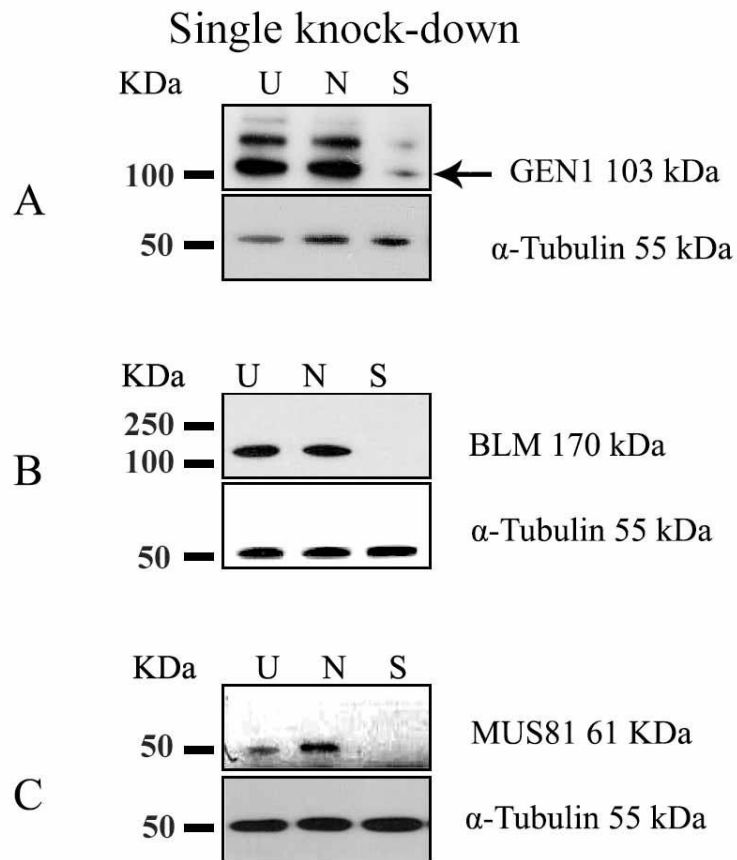 Single knock-down
KDa U N S
100 GEN1 103 kDa
A
50 α-Tubulin 55 kDa
KDa U N S
250
100 BLM 170 kDa
B
50 α-Tubulin 55 kDa
KDa U N S
50 MUS81 61 KDa
C
50 α-Tubulin 55 kDa